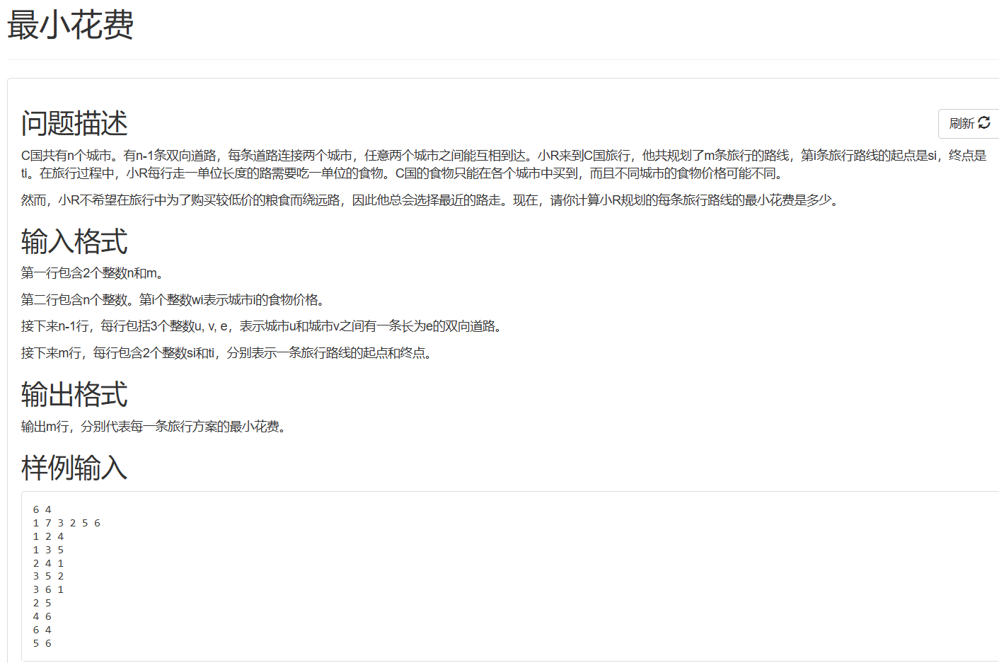 最小花费
问题描述
刷新
C国共有n个城市。有n-1条双向道路，每条道路连接两个城市，任意两个城市之间能互相到达。小R来到C国旅行，他共规划了m条旅行的路线，第i条旅行路线的起点是si，终点是
ti。在旅行过程中，小R每行走一单位长度的路需要吃一单位的食物。C国的食物只能在各个城市中买到，而且不同城市的食物价格可能不同。
然而，小R不希望在旅行中为了购买较低价的粮食而绕远路，因此他总会选择最近的路走。现在，请你计算小R规划的每条旅行路线的最小花费是多少。
输入格式
第一行包含2个整数n和m。
第二行包含n个整数。第i个整数wi表示城市i的食物价格。
接下来n-1行，每行包括3个整数u, v, e，表示城市u和城市v之间有一条长为e的双向道路。
接下来m行，每行包含2个整数si和ti，分别表示一条旅行路线的起点和终点。
输出格式
输出m行，分别代表每一条旅行方案的最小花费。
样例输入
6 4
1 7 3 2 5 6
1 2 4
1 3 5
2 4 1
3 5 2
3 6 1
2 5
4 6
6 4
5 6